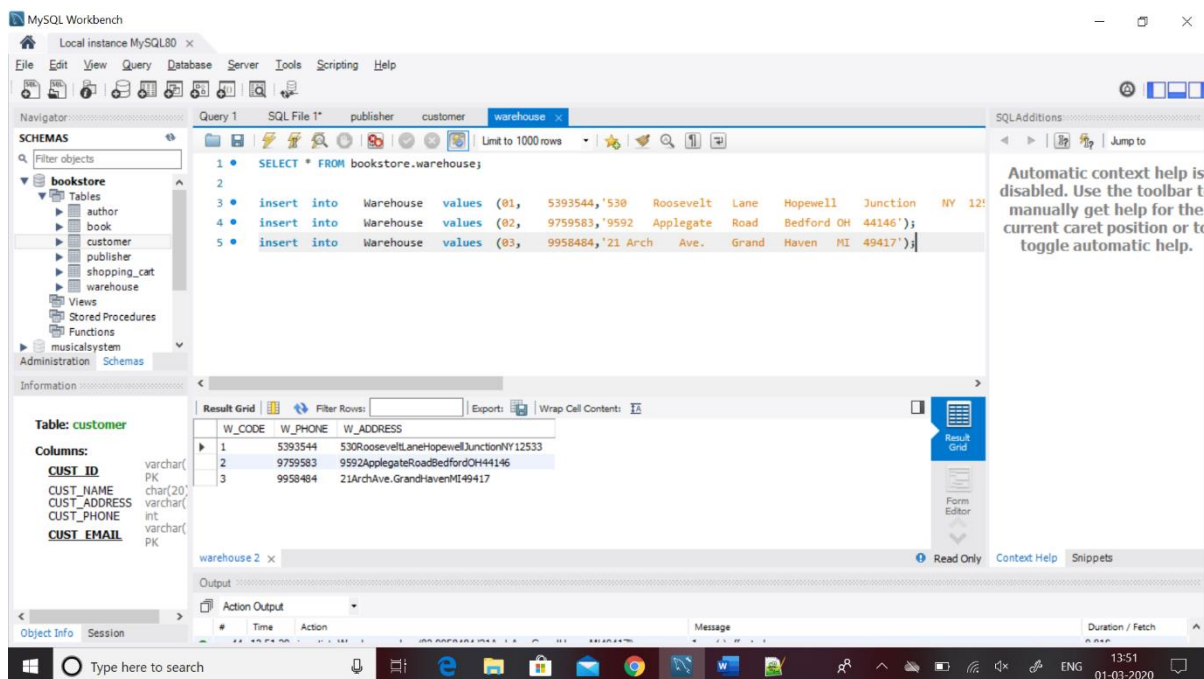 MySQL Workbench
Local instance MySQL80 ×
File Edit View Query Database Server Tools Scripting Help
Navigator
SCHEMAS
Filter objects
bookstore
Tables
author
book
customer
publisher
shopping_cart
warehouse
Views
Stored Procedures
Functions
musicalsystem
Administration Schemas
Information
Table: customer
Columns:
CUST_ID varchar(
PK
CUST_NAME char(20)
CUST_ADDRESS varchar(
CUST_PHONE int
CUST_EMAIL varchar(
PK
Object Info Session
Query 1 SQL File 1* publisher customer warehouse ×
Limit to 1000 rows
1 SELECT * FROM bookstore.warehouse;
2
3 insert into Warehouse values (01, 5393544,'530 Roosevelt Lane Hopewell Junction NY 125
4 insert into Warehouse values (02, 9759583,'9592 Applegate Road Bedford OH 44146');
5 insert into Warehouse values (03, 9958484,'21 Arch Ave. Grand Haven MI 49417');
Result Grid Filter Rows: Export: Wrap Cell Content:
W_CODE W_PHONE W_ADDRESS
1 5393544 530RooseveltLaneHopewellJunctionNY12533
2 9759583 9592ApplegateRoadBedfordOH44146
3 9958484 21ArchAve.GrandHavenMI49417
Result
Grid
Form
Editor
warehouse 2 ×
Read Only
Output
Action Output
# Time Action Message Duration / Fetch
SQLAdditions
Jump to
Automatic context help is
disabled. Use the toolbar to
manually get help for the
current caret position or to
toggle automatic help.
Context Help Snippets
Type here to search
ENG
13:51
01-03-2020